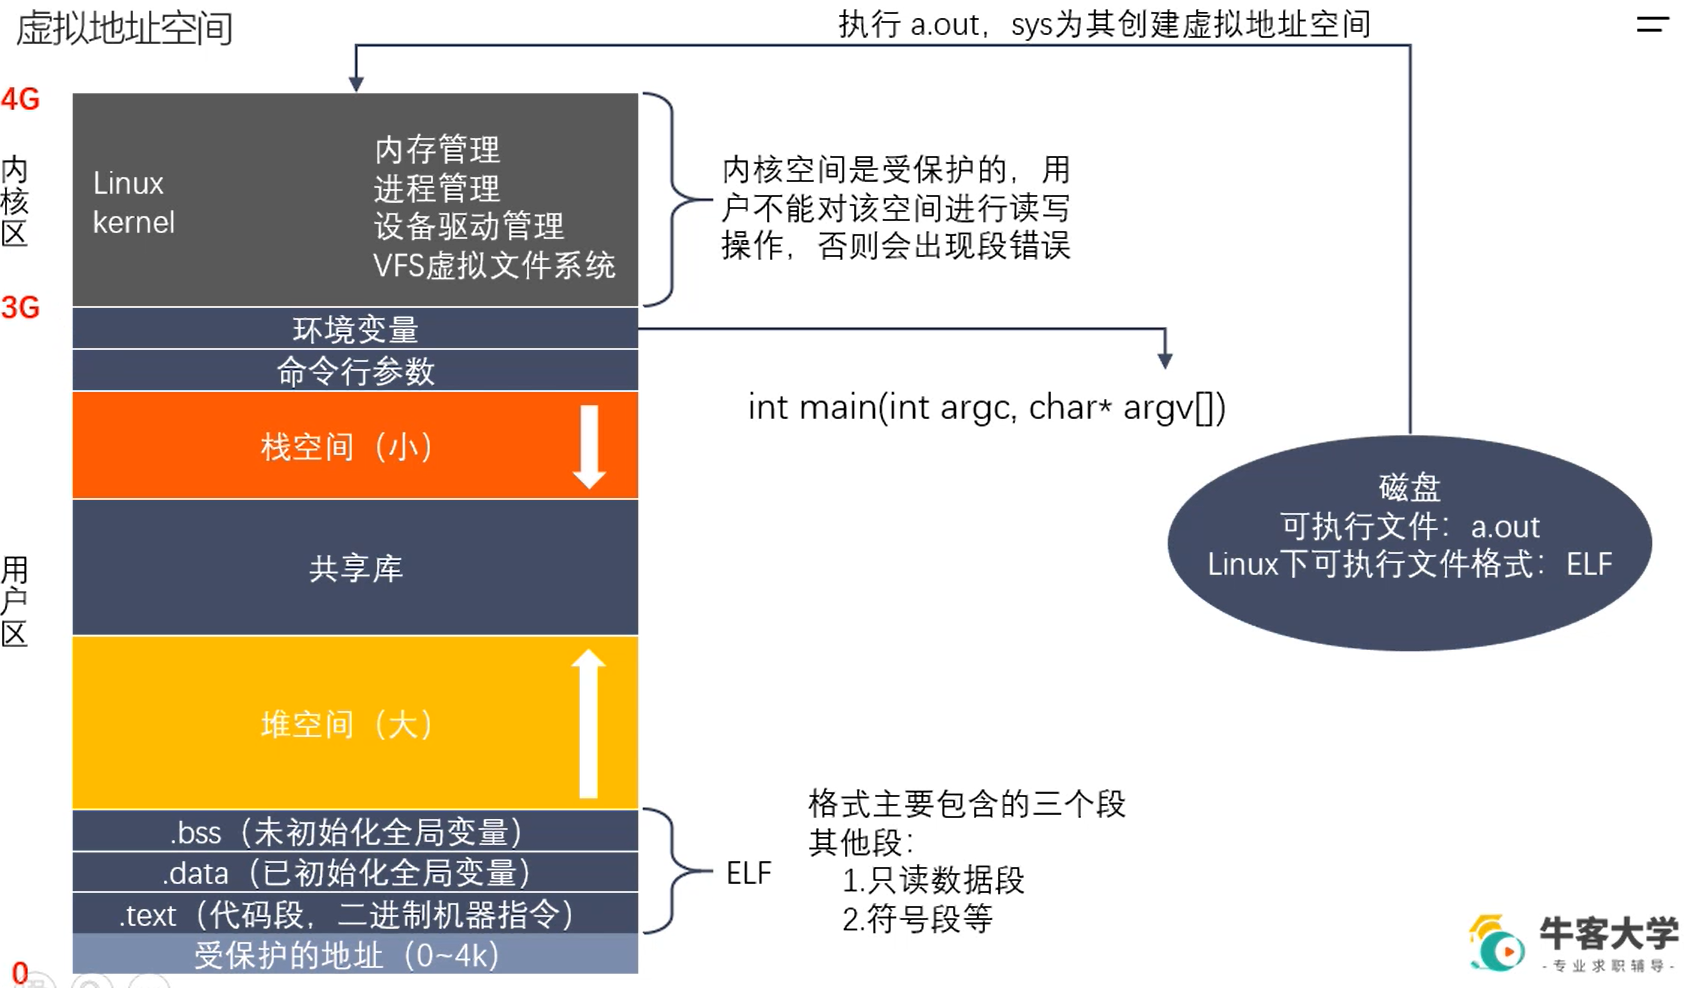 虚拟地址空间
执行 a.out，sys为其创建虚拟地址空间
4G
内核区
Linux
kernel
内存管理
进程管理
设备驱动管理
VFS虚拟文件系统
内核空间是受保护的，用
户不能对该空间进行读写
操作，否则会出现段错误
3G
环境变量
命令行参数
int main(int argc, char* argv[])
栈空间（小）
磁盘
可执行文件：a.out
Linux下可执行文件格式：ELF
共享库
用户区
堆空间（大）
.bss（未初始化全局变量）
.data（已初始化全局变量）
.text（代码段，二进制机器指令）
受保护的地址（0~4k）
0
ELF
格式主要包含的三个段
其他段：
1.只读数据段
2.符号段等
牛客大学
-专业求职辅导-